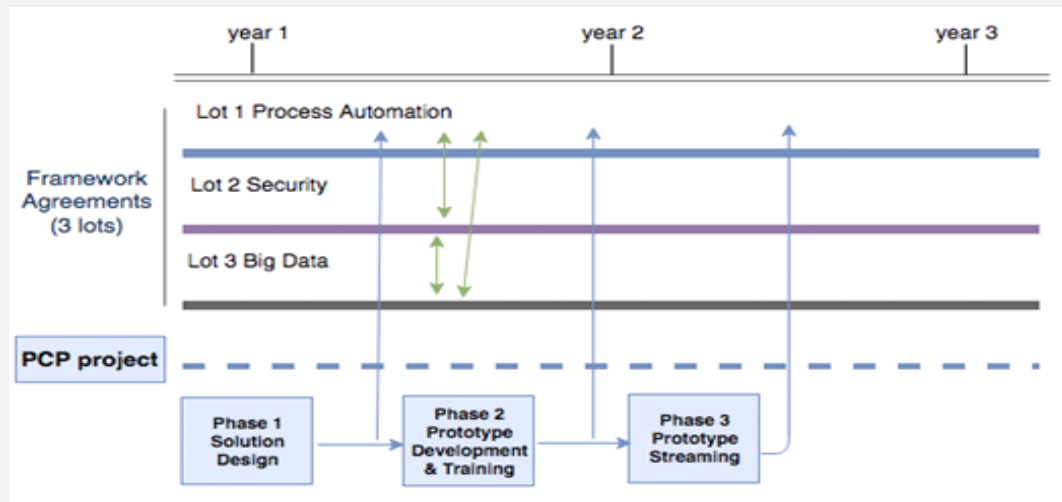 year 1
year 2
year 3
Lot 1 Process Automation
Framework
Agreements
(3 lots)
Lot 2 Security
Lot 3 Big Data
PCP project
Phase 1
Solution
Design
Phase 2
Prototype
Development
& Training
Phase 3
Prototype
Streaming